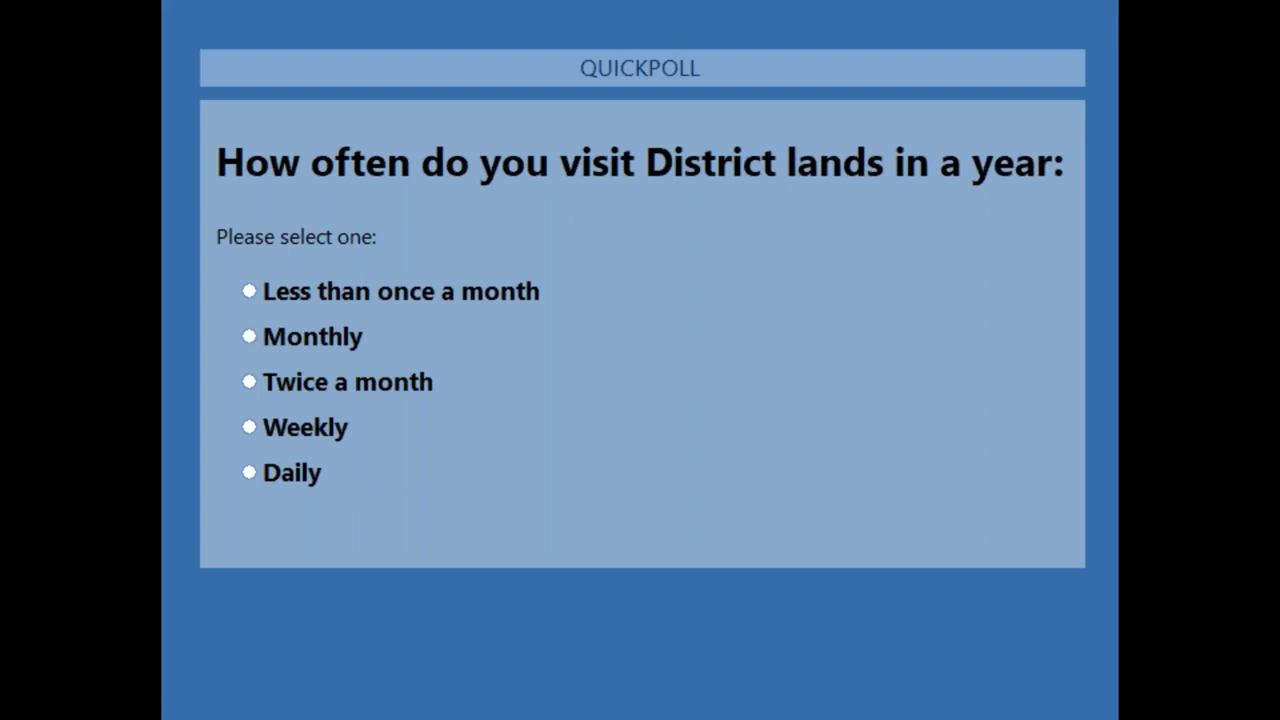 QUICKPOLL
How often do you visit District lands in a year:
Please select one:
Less than once a month
Monthly
Twice a month
Weekly
Daily